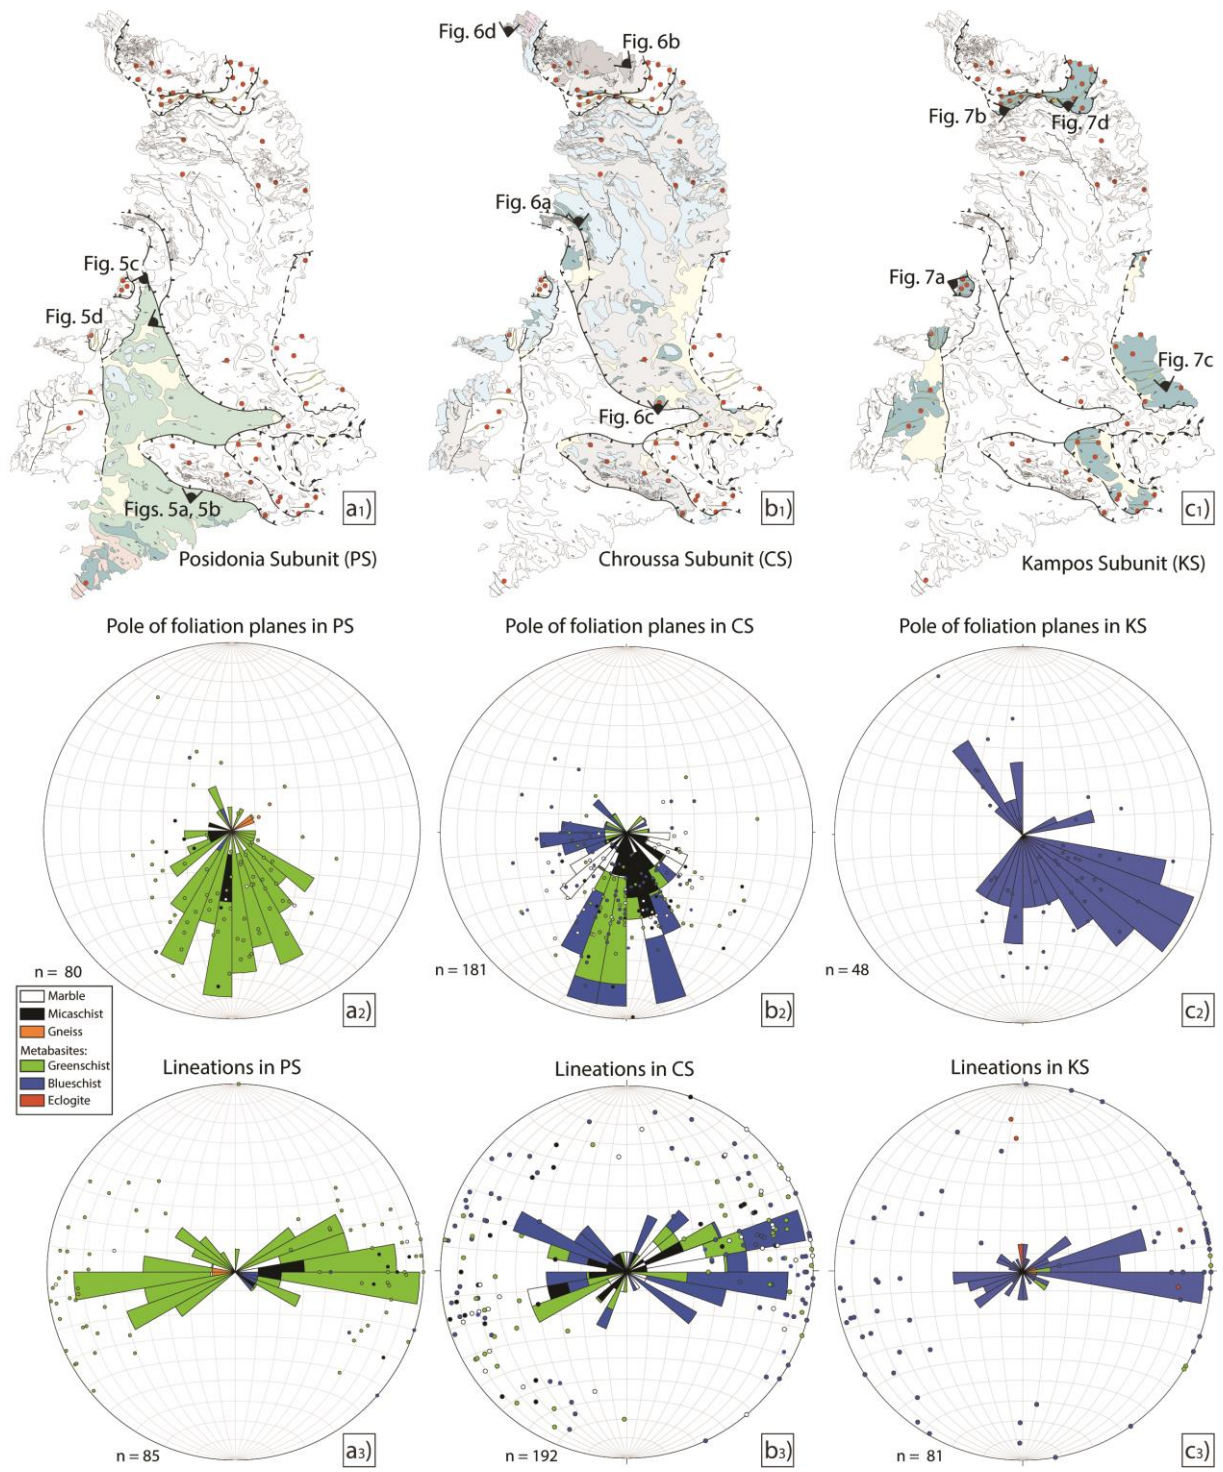 Fig. 6d
Fig. 6b
Fig. 7b
Fig. 7d
Fig. 6a
Fig. 5c
Fig. 7a
Fig. 5d
Fig. 7c
Fig. 6c
Figs. 5a, 5b
a1)
b1)
c1)
Posidonia Subunit (PS)
Chroussa Subunit (CS)
Kampos Subunit (KS)
Pole of foliation planes in PS
Pole of foliation planes in CS
Pole of foliation planes in KS
n = 80
n = 181
n = 48
a2)
b2)
c2)
Marble
Micaschist
Gneiss
Metabasites:
Greenschist
Blueschist
Eclogite
Lineations in PS
Lineations in CS
Lineations in KS
n = 85
n = 192
n = 81
a3)
b3)
c3)